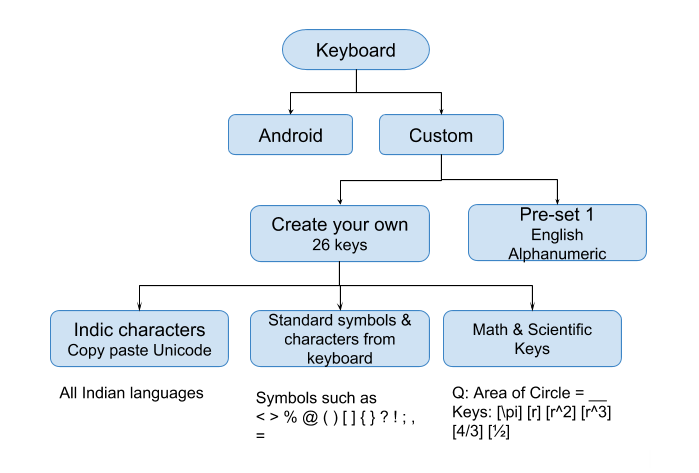 Keyboard
Android
Custom
Create your own
26 keys
Pre-set 1
English
Alphanumeric
Indic characters
Copy paste Unicode
Standard symbols &
characters from
keyboard
Math & Scientific
Keys
All Indian languages
Symbols such as
< > % @ ( ) [ ] { } ? ! ; ,
=
Q: Area of Circle = __
Keys: [\pi] [r] [r^2] [r^3]
[4/3] [½]